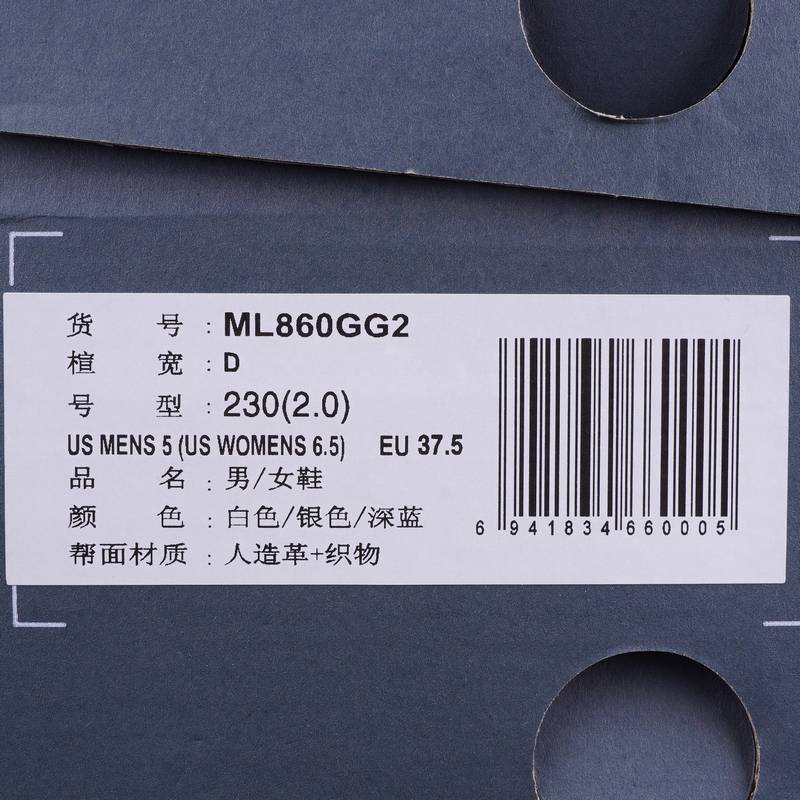 货 号 : ML860GG2
楦 宽 : D
号 型 : 230(2.0)
US MENS 5 (US WOMENS 6.5) EU 37.5
品 名 : 男/女鞋
颜 色 : 白色/银色/深蓝
帮面材质 : 人造革+织物
6 941834 660005